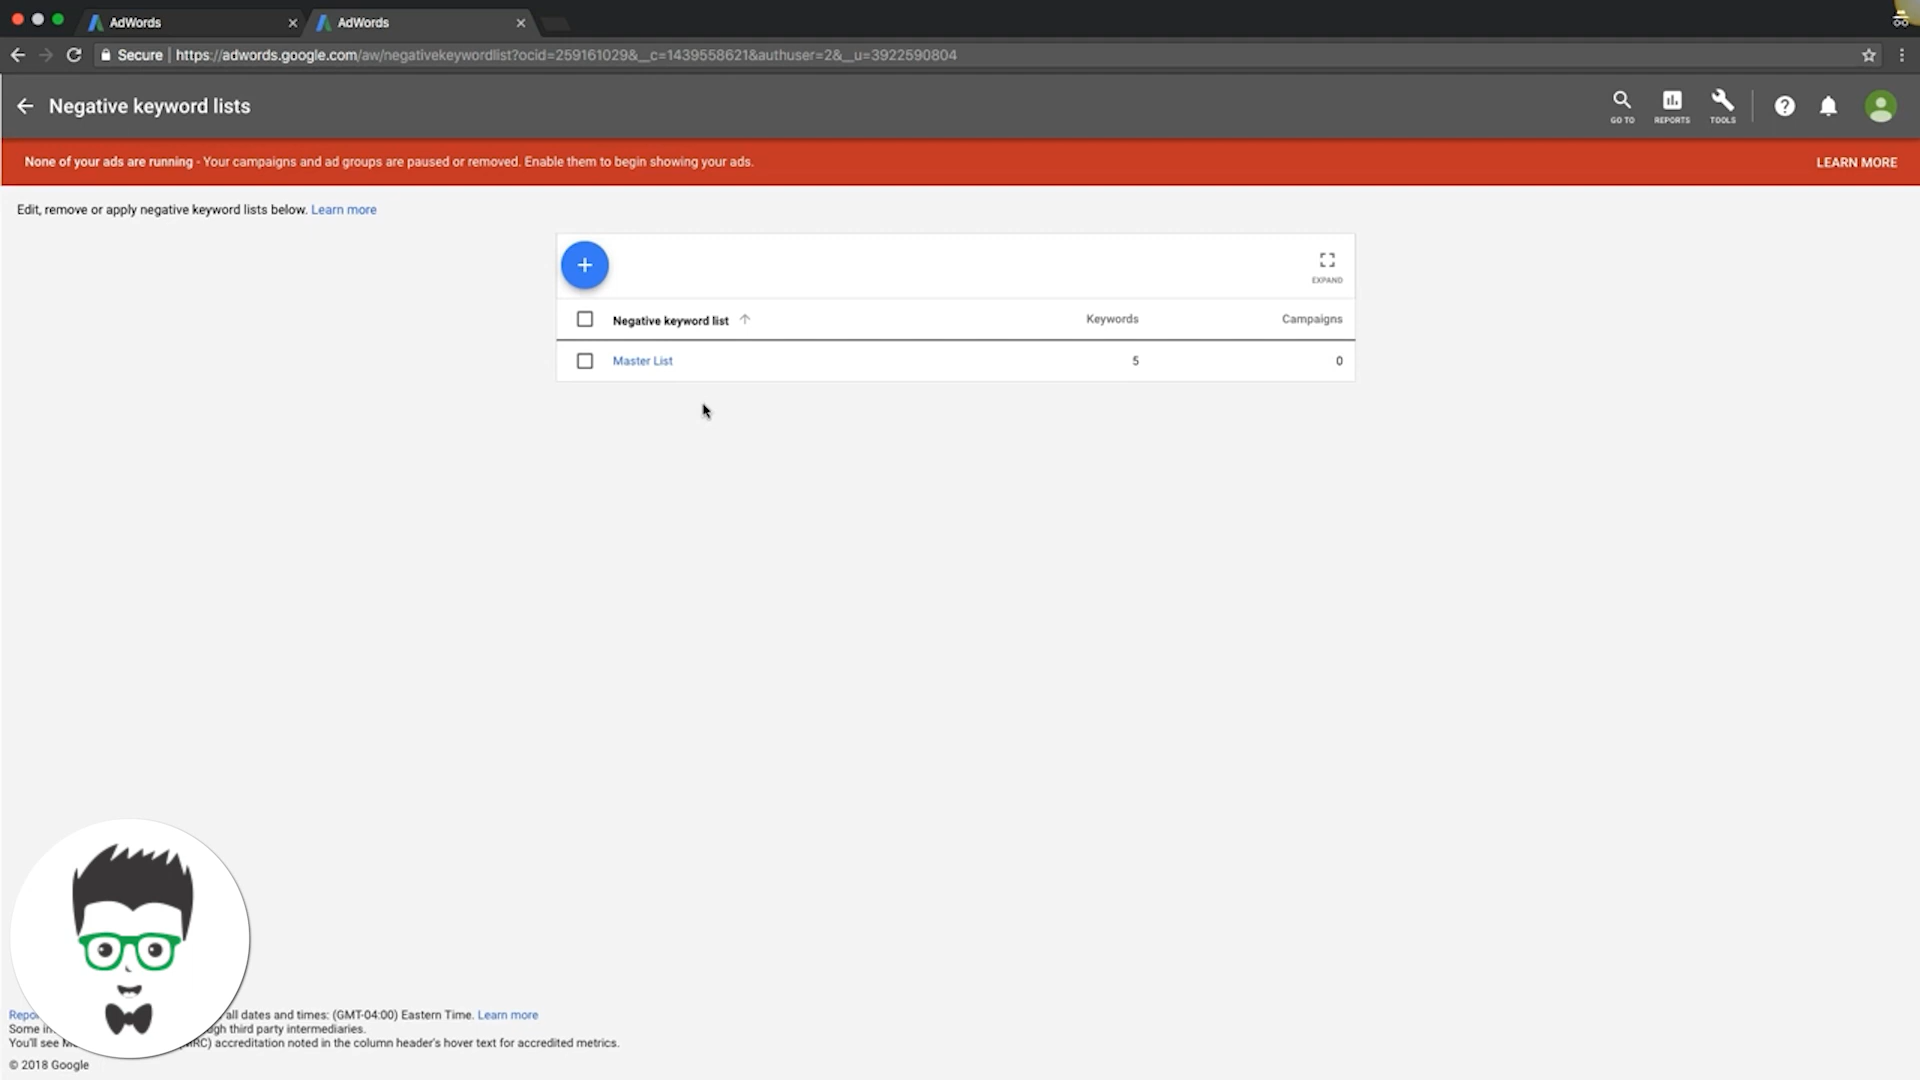 AdWords
AdWords
Secure | https://adwords.google.com/aw/negativekeywordlist?ocid=259161029&__c=1439558621&authuser=2&__u=3922590804
Negative keyword lists
GO TO
REPORTS
TOOLS
None of your ads are running - Your campaigns and ad groups are paused or removed. Enable them to begin showing your ads.
LEARN MORE
Edit, remove or apply negative keyword lists below. Learn more
EXPAND
Negative keyword list Keywords Campaigns
Master List 5 0
all dates and times: (GMT-04:00) Eastern Time. Learn more
Some third party intermediaries.
You'll see accreditation noted in the column header's hover text for accredited metrics.
© 2018 Google